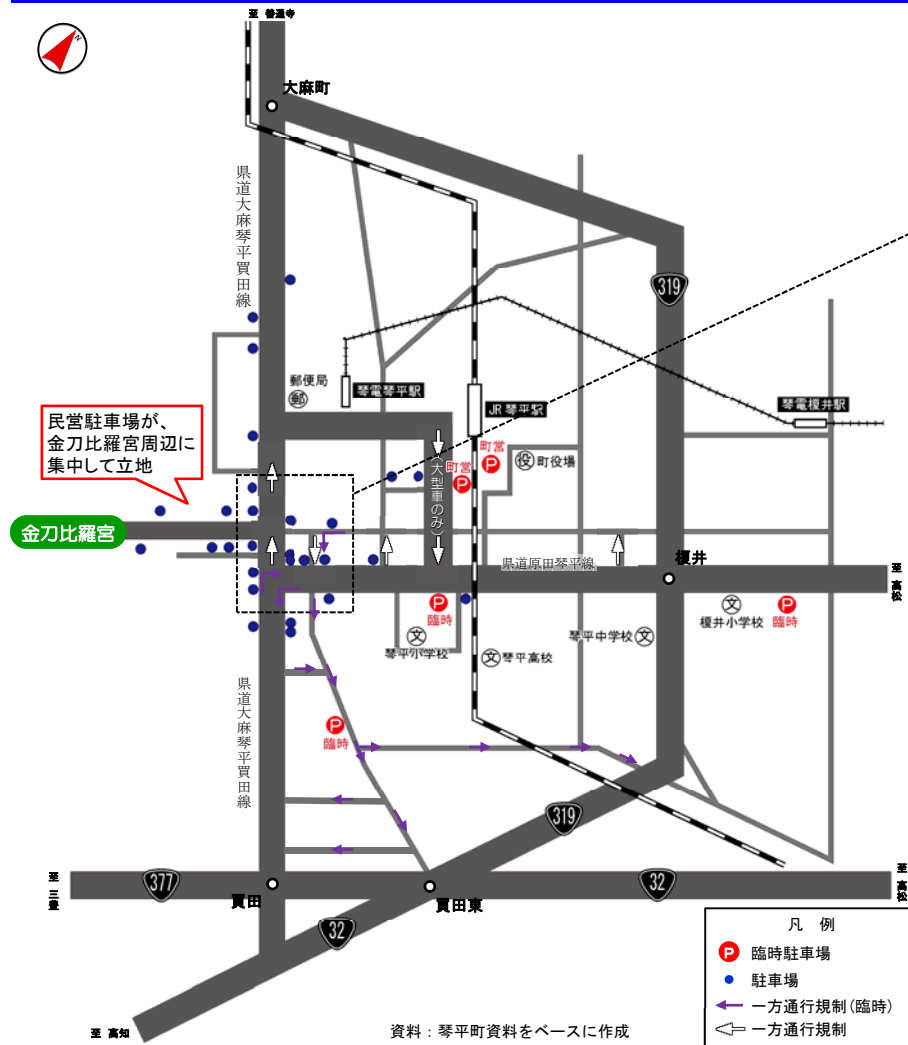 至 善通寺
N
大麻町
県道大麻琴平買田線
319
郵便局
郵
琴電琴平駅
JR 琴平駅
琴電榎井駅
民営駐車場が、
金刀比羅宮周辺に
集中して立地
町営
P
町営
P
役 町役場
(大型車のみ)
金刀比羅宮
県道原田琴平線
榎井
至 高松
P
臨時
文
琴平小学校
文 琴平高校
琴平中学校 文
文
榎井小学校
P
臨時
県道大麻琴平買田線
P
臨時
319
至 三豊
377
買田
買田東
32
至 高松
32
至 高知
凡 例
P 臨時駐車場
駐車場
一方通行規制(臨時)
一方通行規制
資料：琴平町資料をベースに作成